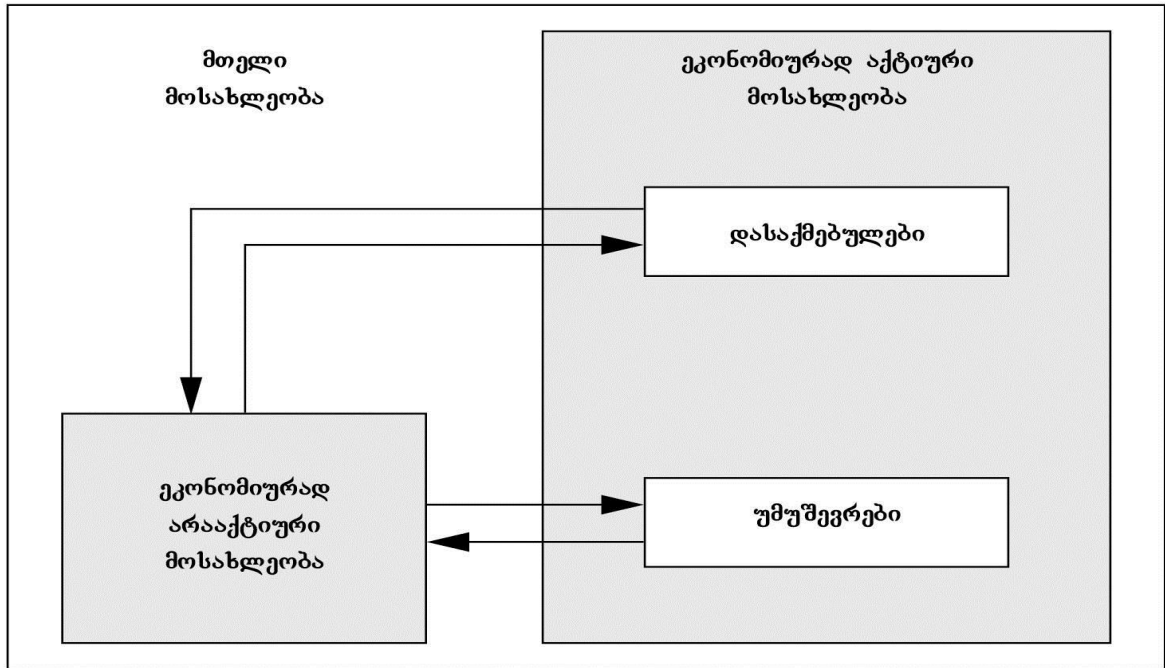 მთელი
მოსახლეობა
ეკონომიურად აქტიური
მოსახლეობა
დასაქმებულები
ეკონომიურად
არააქტიური
მოსახლეობა
უმუშევრები